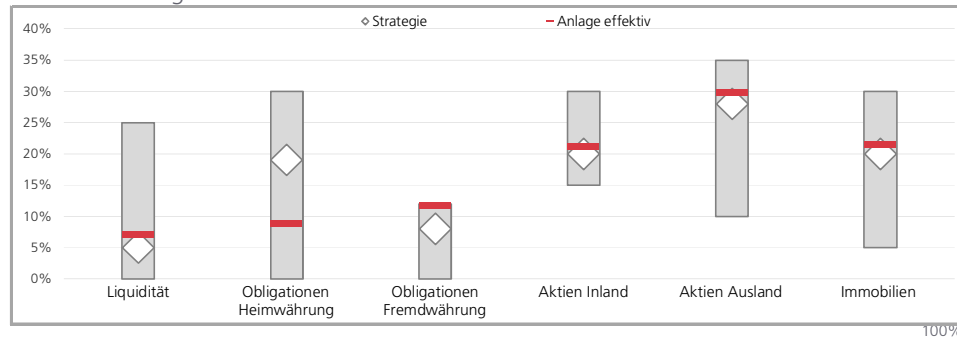 Strategie
Anlage effektiv
40%
35%
30%
25%
20%
15%
10%
5%
0%
Liquidität
Obligationen
Heimwährung
Obligationen
Fremdwährung
Aktien Inland
Aktien Ausland
Immobilien
100%